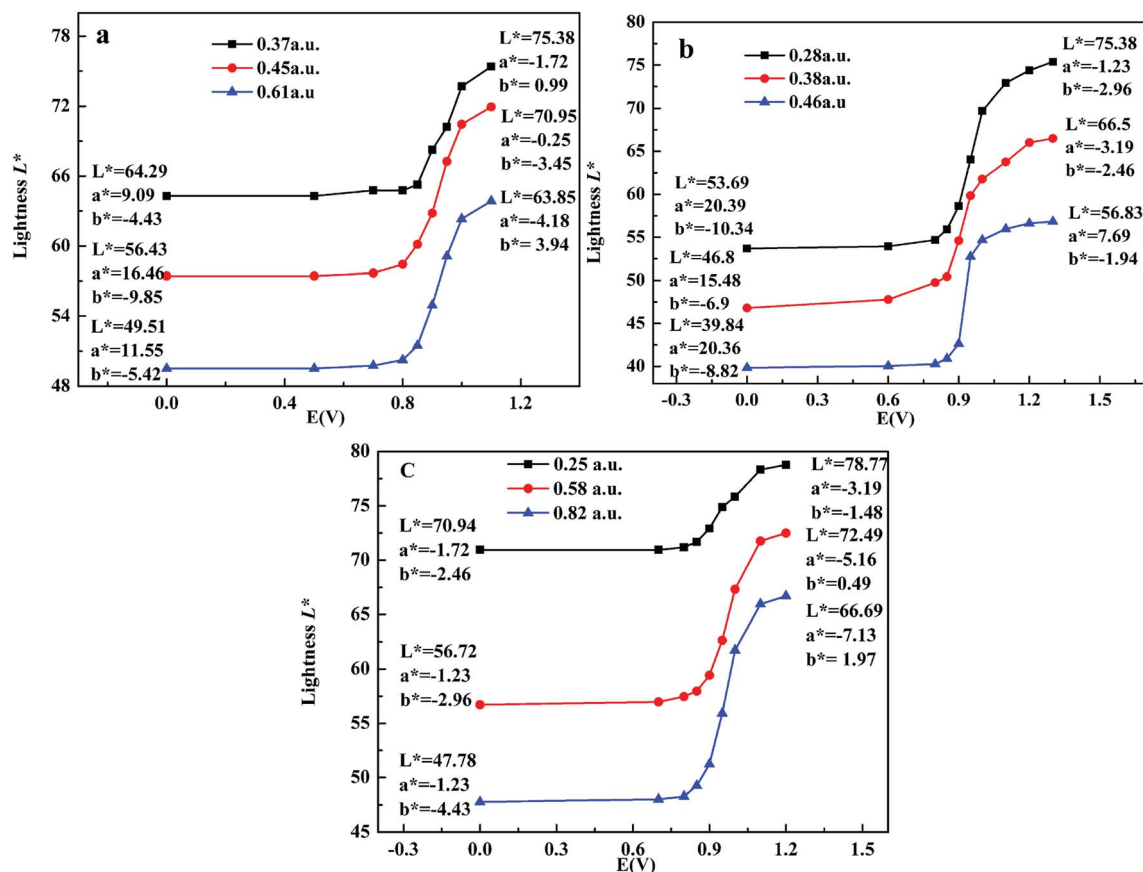 a
0.37a.u.
0.45a.u.
0.61a.u
L*=75.38
a*=-1.72
b*= 0.99
L*=70.95
a*=-0.25
b*=-3.45
L*=63.85
a*=-4.18
b*= 3.94
L*=64.29
a*=9.09
b*=-4.43
L*=56.43
a*=16.46
b*=-9.85
L*=49.51
a*=11.55
b*=-5.42
78
72
66
60
54
48
Lightness L*
0.0 0.4 0.8 1.2
E(V)
b
0.28a.u.
0.38a.u.
0.46a.u
L*=75.38
a*=-1.23
b*=-2.96
L*=66.5
a*=-3.19
b*=-2.46
L*=56.83
a*=7.69
b*=-1.94
L*=53.69
a*=20.39
b*=-10.34
L*=46.8
a*=15.48
b*=-6.9
L*=39.84
a*=20.36
b*=-8.82
80
75
70
65
60
55
50
45
40
Lightness L*
-0.3 0.0 0.3 0.6 0.9 1.2 1.5
E(V)
C
0.25 a.u.
0.58 a.u.
0.82 a.u.
L*=78.77
a*=-3.19
b*=-1.48
L*=72.49
a*=-5.16
b*=0.49
L*=66.69
a*=-7.13
b*= 1.97
L*=70.94
a*=-1.72
b*=-2.46
L*=56.72
a*=-1.23
b*=-2.96
L*=47.78
a*=-1.23
b*=-4.43
80
75
70
65
60
55
50
45
Lightness L*
-0.3 0.0 0.3 0.6 0.9 1.2 1.5
E(V)